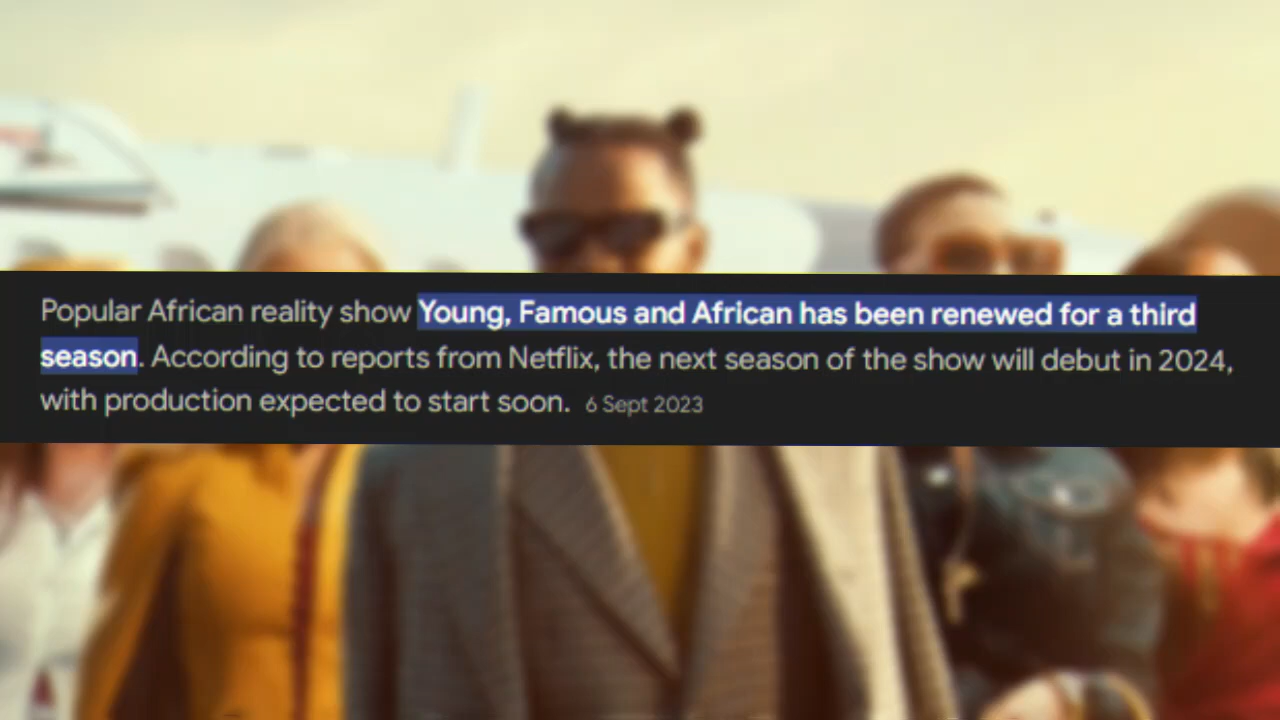 Popular African reality show Young, Famous and African has been renewed for a third
season. According to reports from Netflix, the next season of the show will debut in 2024,
with production expected to start soon. 6 Sept 2023